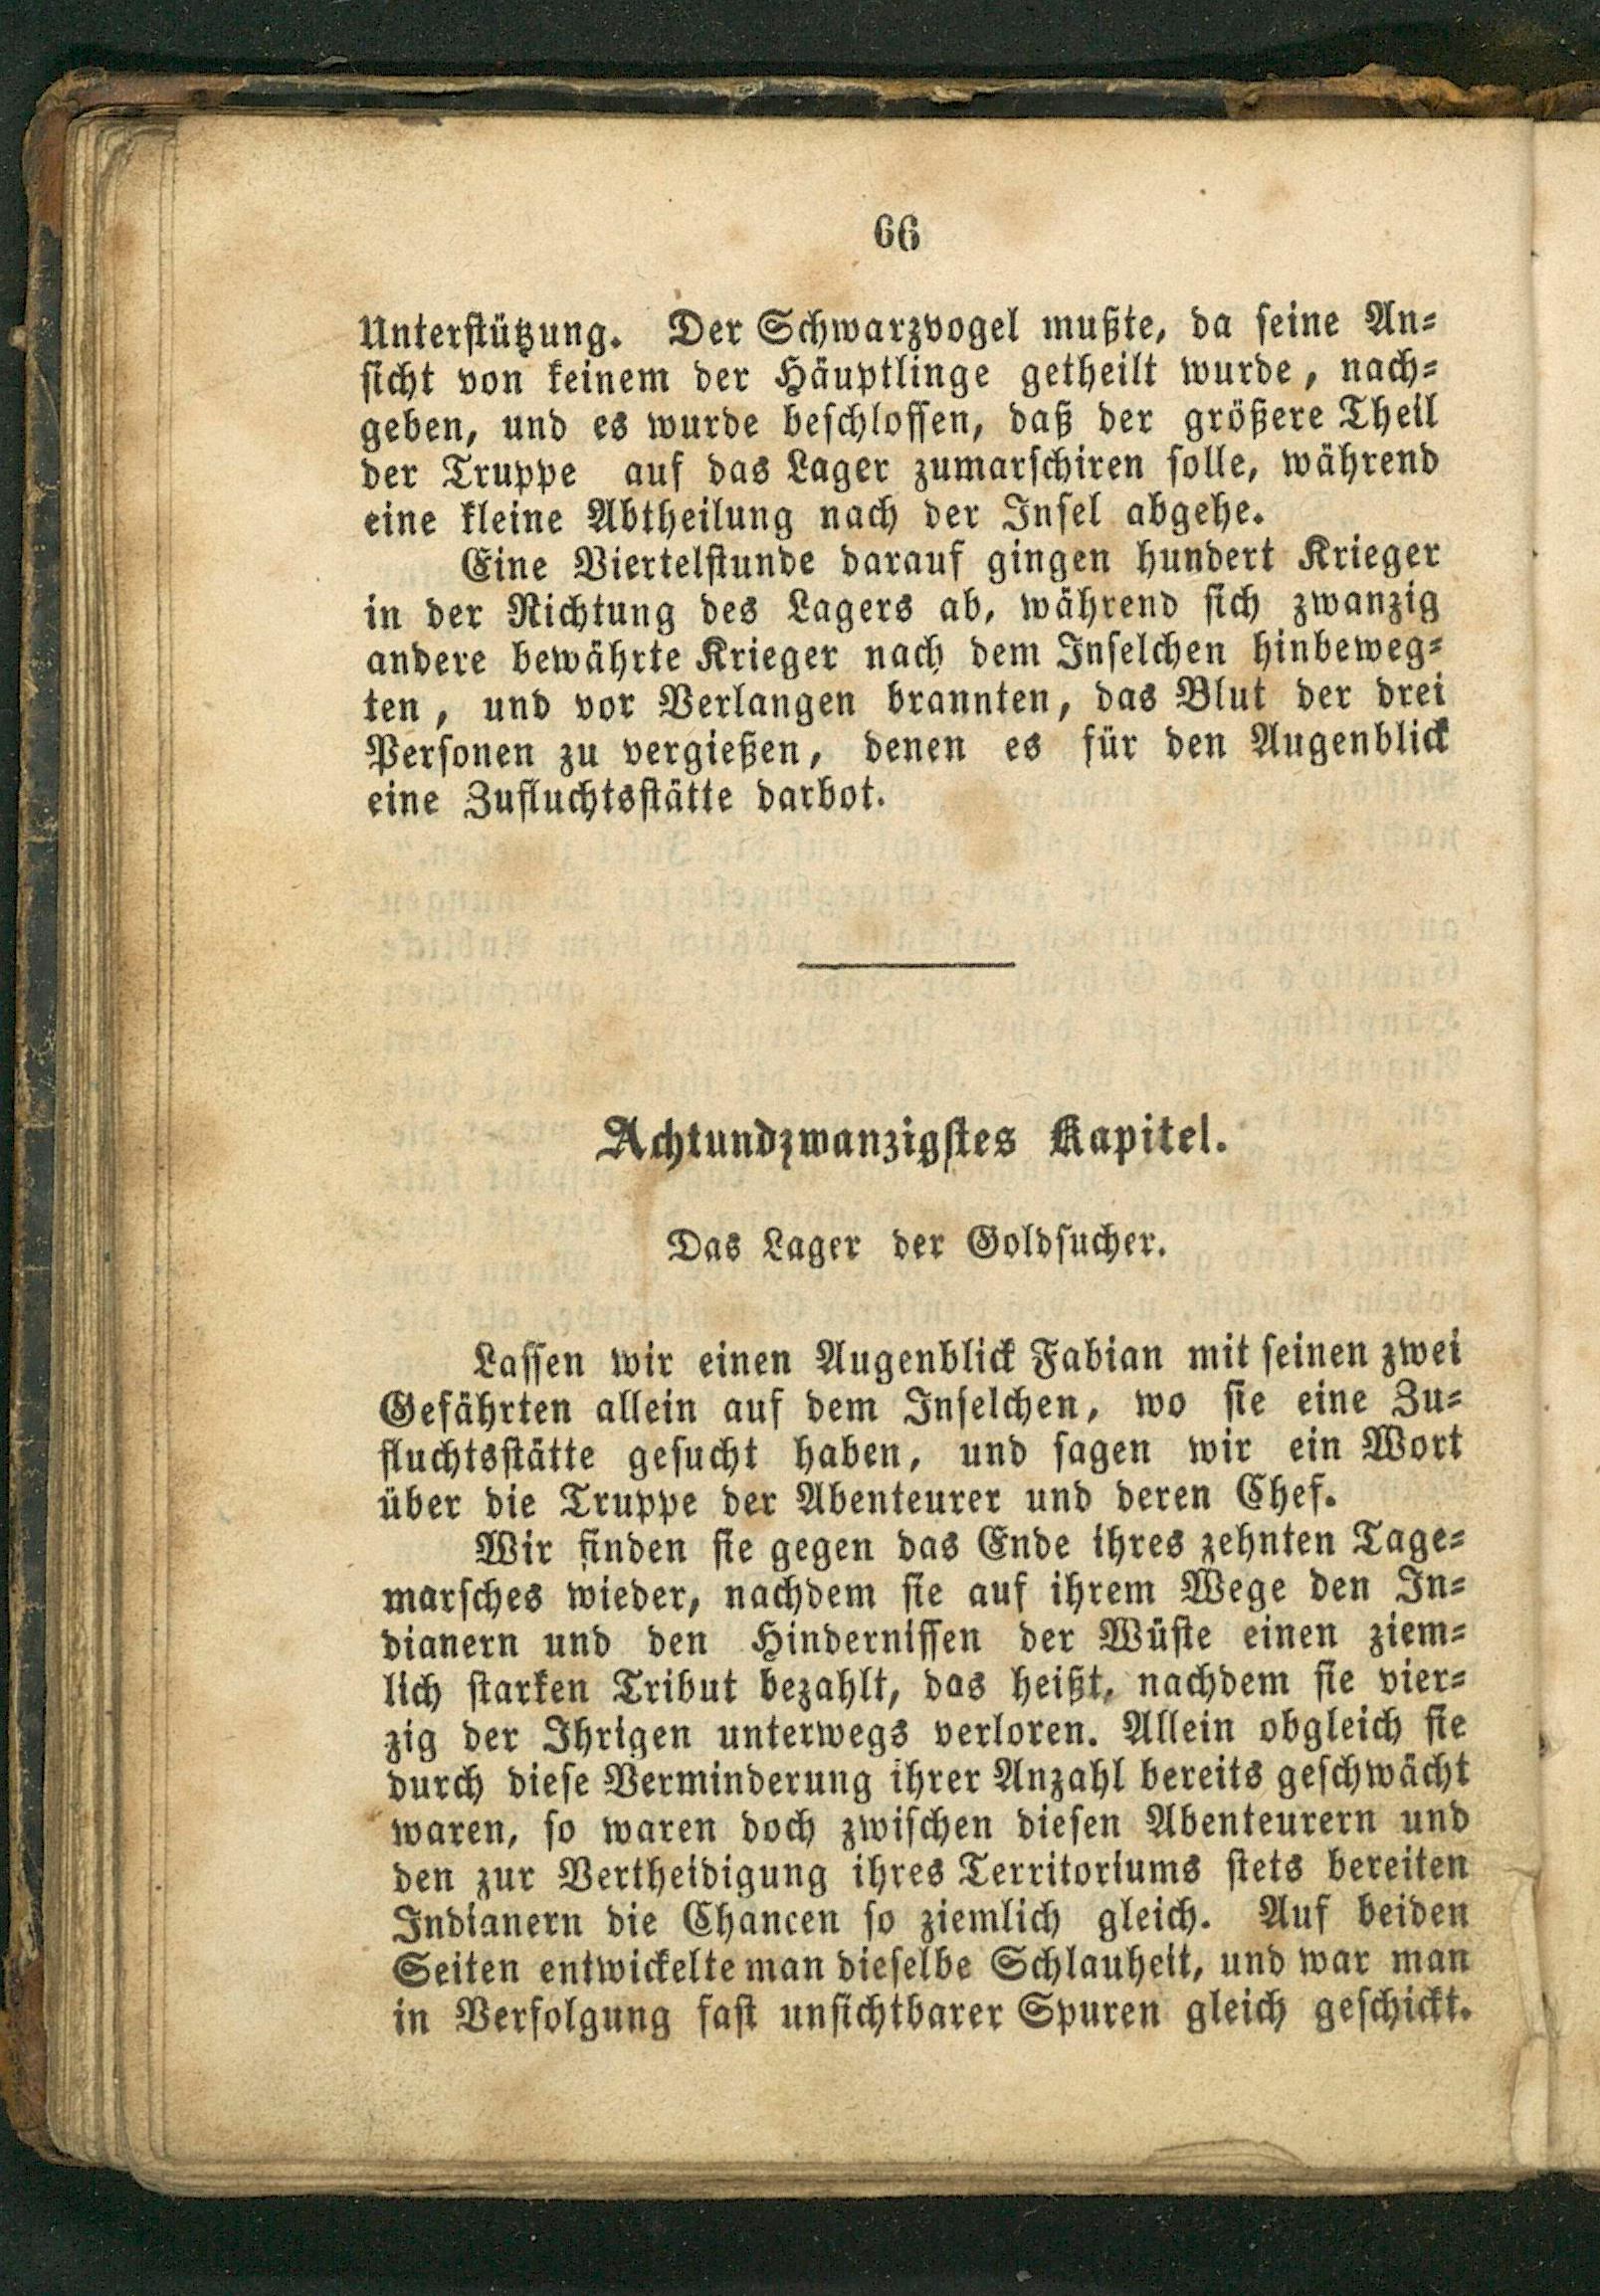 66
Unterstützung. Der Schwarzvogel mußte, da seine An-
sicht von keinem der Häuptlinge getheilt wurde, nach-
geben, und es wurde beschlossen, daß der größere Theil
der Truppe auf das Lager zumarschiren solle, während
eine kleine Abtheilung nach der Insel abgehe.
Eine Viertelstunde darauf gingen hundert Krieger
in der Richtung des Lagers ab, während sich zwanzig
andere bewährte Krieger nach dem Inselchen hinbeweg-
ten, und vor Verlangen brannten, das Blut der drei
Personen zu vergießen, denen es für den Augenblick
eine Zufluchtsstätte darbot.
Achtundzwanzigstes Kapitel.
Das Lager der Goldsucher.
Lassen wir einen Augenblick Fabian mit seinen zwei
Gefährten allein auf dem Inselchen, wo sie eine Zu-
fluchtsstätte gesucht haben, und sagen wir ein Wort
über die Truppe der Abenteurer und deren Chef.
Wir finden sie gegen das Ende ihres zehnten Tage-
marsches wieder, nachdem sie auf ihrem Wege den In-
dianern und den Hindernissen der Wüste einen ziem-
lich starken Tribut bezahlt, das heißt, nachdem sie vier-
zig der Ihrigen unterwegs verloren. Allein obgleich sie
durch diese Verminderung ihrer Anzahl bereits geschwächt
waren, so waren doch zwischen diesen Abenteurern und
den zur Vertheidigung ihres Territoriums stets bereiten
Indianern die Chancen so ziemlich gleich. Auf beiden
Seiten entwickelte man dieselbe Schlauheit, und war man
in Verfolgung fast unsichtbarer Spuren gleich geschickt.